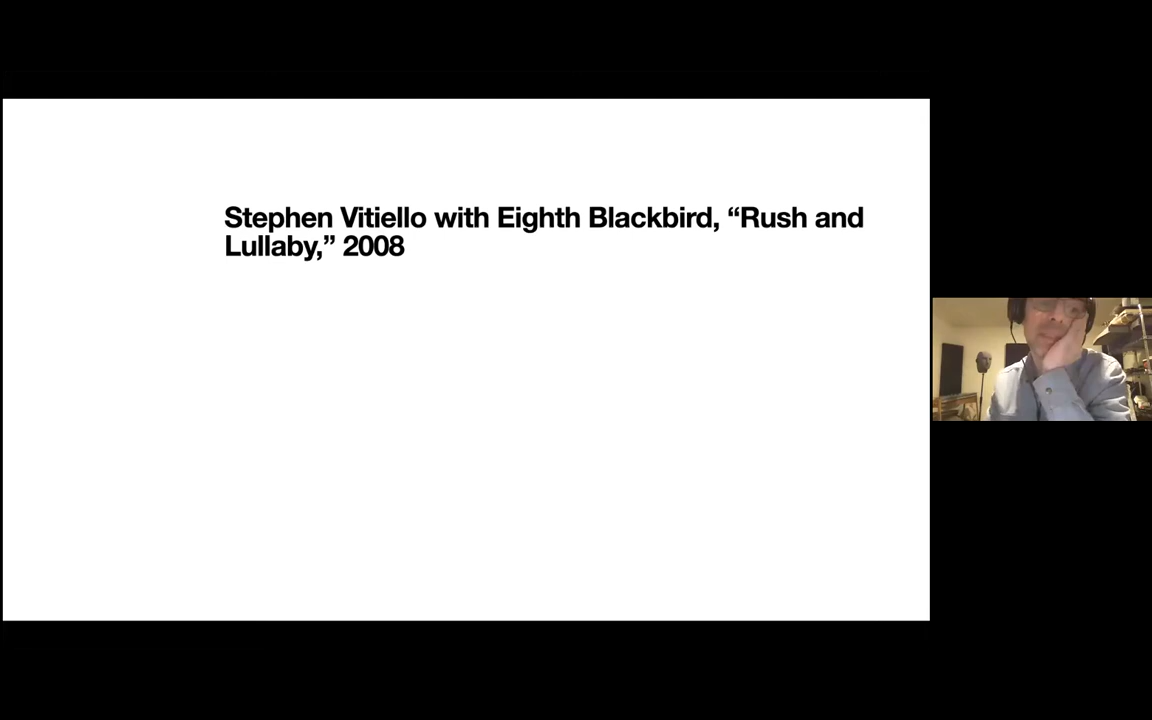 Stephen Vitiello with Eighth Blackbird, “Rush and
Lullaby,” 2008